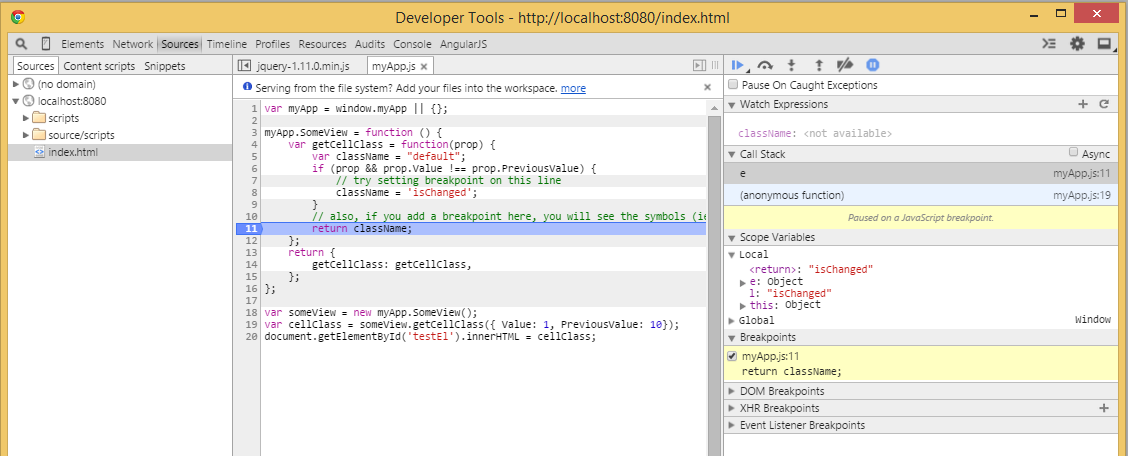 Developer Tools - http://localhost:8080/index.html
Elements Network Sources Timeline Profiles Resources Audits Console AngularJS
Sources Content scripts Snippets
(no domain)
localhost:8080
scripts
source/scripts
index.html
jquery-1.11.0.min.js myApp.js ×
Serving from the file system? Add your files into the workspace. more ×
1 var myApp = window.myApp || {};
2
3 myApp.SomeView = function () {
4 var getCellClass = function(prop) {
5 var className = "default";
6 if (prop && prop.Value !== prop.PreviousValue) {
7 // try setting breakpoint on this line
8 className = 'isChanged';
9 }
10 // also, if you add a breakpoint here, you will see the symbols (ie
11 return className;
12 };
13 return {
14 getCellClass: getCellClass,
15 };
16 };
17
18 var someView = new myApp.SomeView();
19 var cellClass = someView.getCellClass({ Value: 1, PreviousValue: 10});
20 document.getElementById('testEl').innerHTML = cellClass;
Pause On Caught Exceptions
Watch Expressions
className: <not available>
Call Stack Async
e myApp.js:11
(anonymous function) myApp.js:19
Paused on a JavaScript breakpoint.
Scope Variables
Local
<return>: "isChanged"
e: Object
l: "isChanged"
this: Object
Global Window
Breakpoints
myApp.js:11
return className;
DOM Breakpoints
XHR Breakpoints
Event Listener Breakpoints